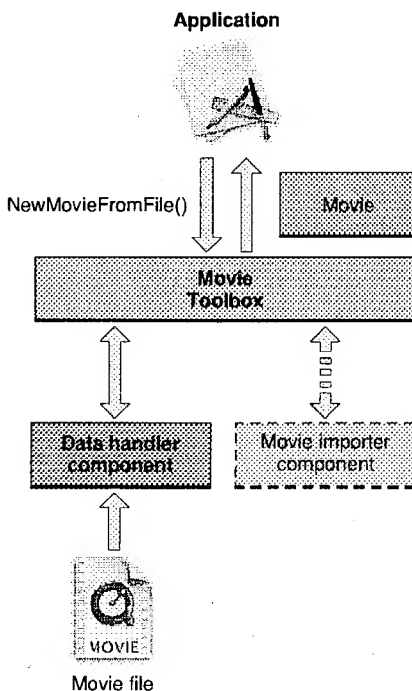 Application
NewMovieFromFile()
Movie
Movie
Toolbox
Data handler
component
Movie importer
component
MOVIE
Movie file